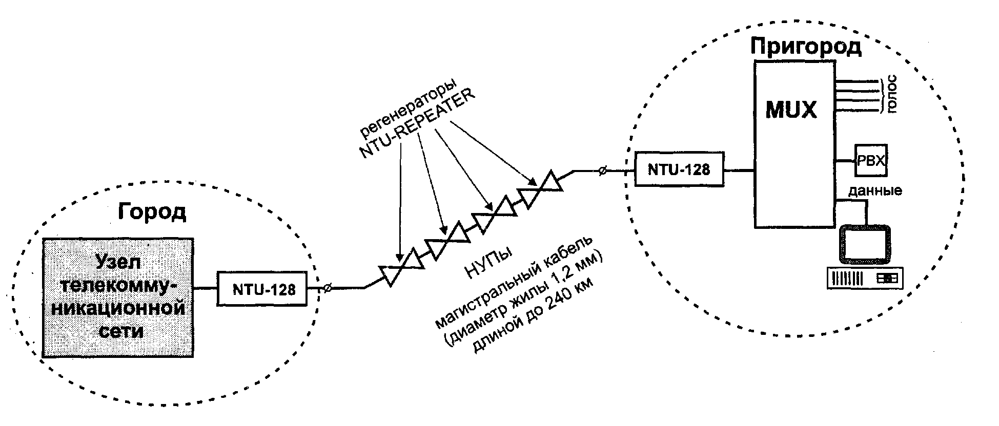 Пригород
регенераторы
NTU-REPEATER
MUX
голос
PBX
NTU-128
данные
Город
Узел
телекомму-
никационной
сети
NTU-128
НУПы
магистральный кабель
(диаметр жилы 1,2 мм)
длиной до 240 км